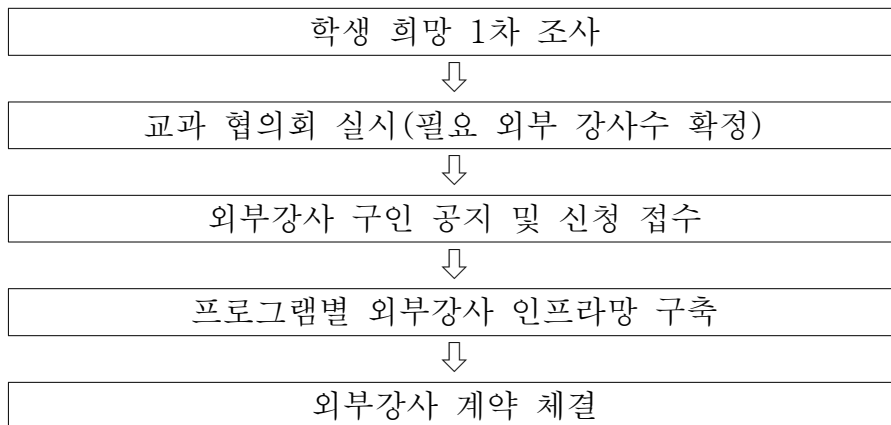 학생 희망 1차 조사
교과 협의회 실시(필요 외부 강사수 확정)
외부강사 구인 공지 및 신청 접수
프로그램별 외부강사 인프라망 구축
외부강사 계약 체결